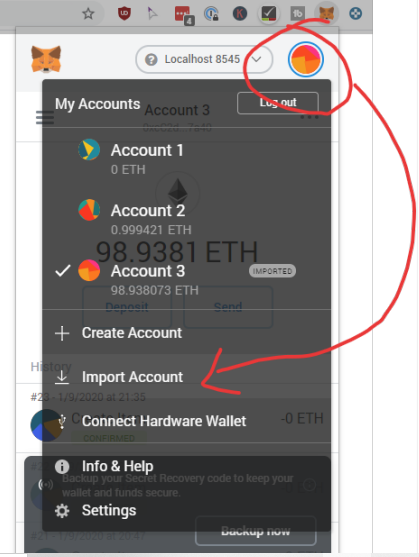 4
Localhost 8545
My Accounts
Log out
Account 3
Account 1
0 ETH
Account 2
0.999421 ETH
98.9381 ETH
Account 3
IMPORTED
98.938073 ETH
Deposit
Send
Create Account
History
Import Account
#23 - 1/9/2020 at 21:35
-0 ETH
CONFIRMED
Connect Hardware Wallet
Info & Help
Backup your Secret Recovery code to keep your
wallet and funds secure.
Settings
Backup now